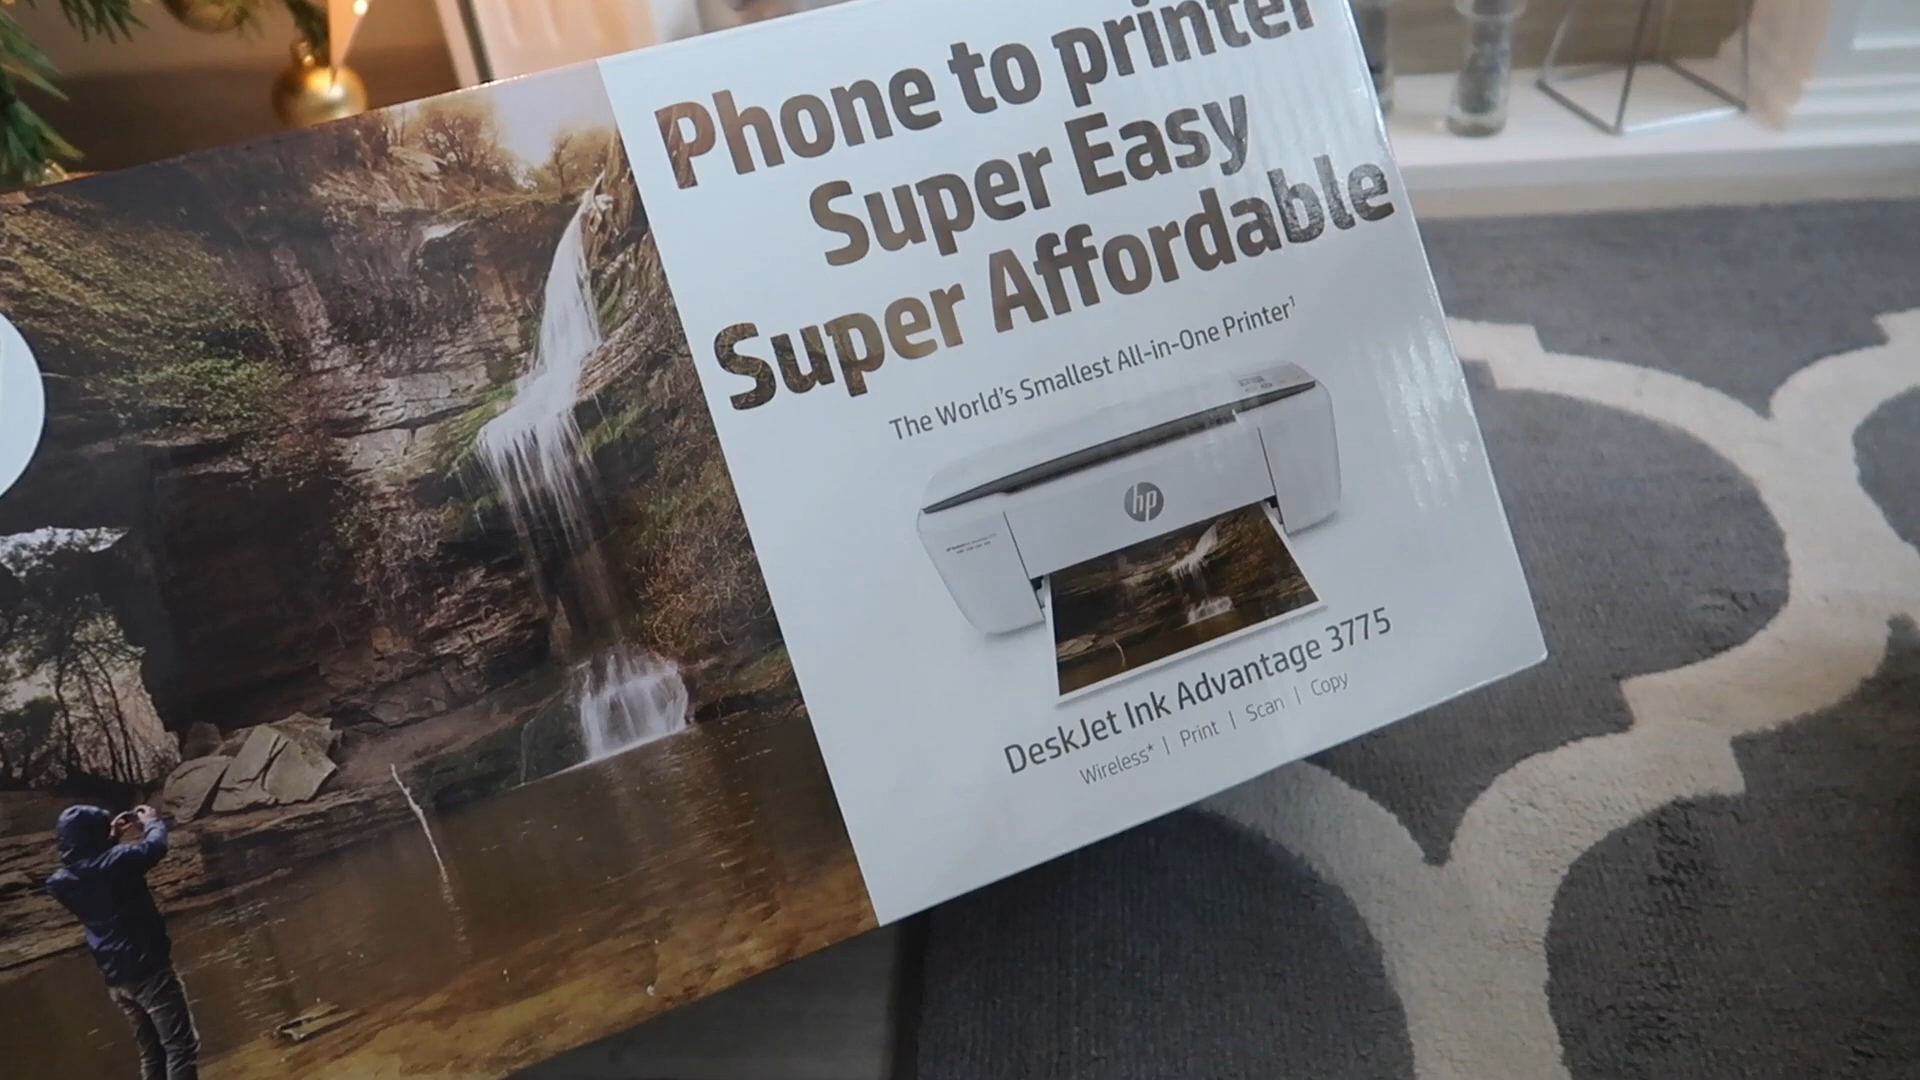 Phone to printer
Super Easy
Super Affordable
The World's Smallest All-in-One Printer¹
hp
DeskJet Ink Advantage 3775
Wireless* | Print | Scan | Copy